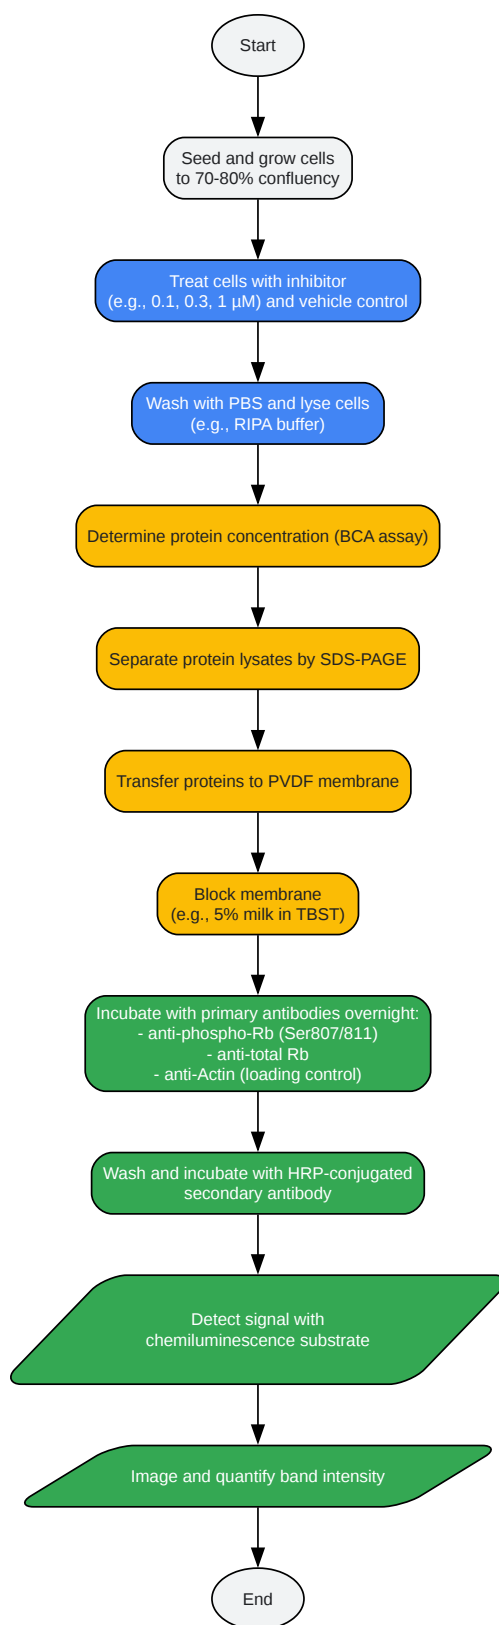 Start
Seed and grow cells
to 70-80% confluency
Treat cells with inhibitor
(e.g., 0.1, 0.3, 1 µM) and vehicle control
Wash with PBS and lyse cells
(e.g., RIPA buffer)
Determine protein concentration (BCA assay)
Separate protein lysates by SDS-PAGE
Transfer proteins to PVDF membrane
Block membrane
(e.g., 5% milk in TBST)
Incubate with primary antibodies overnight:
- anti-phospho-Rb (Ser807/811)
- anti-total Rb
- anti-Actin (loading control)
Wash and incubate with HRP-conjugated
secondary antibody
Detect signal with
chemiluminescence substrate
Image and quantify band intensity
End